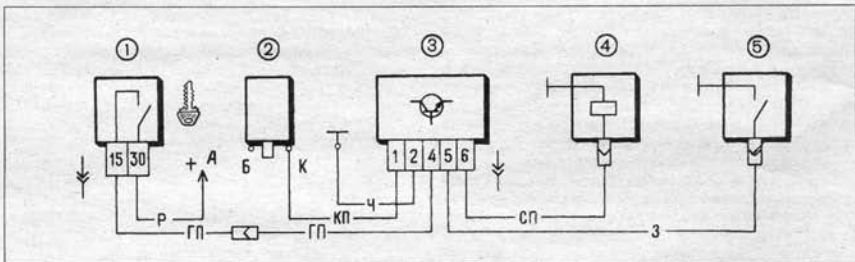 ① ② ③ ④ ⑤
15 30
+ А
Б К
1 2 4 5 6
Р
ГП ГП
КП
Ч
СП
З